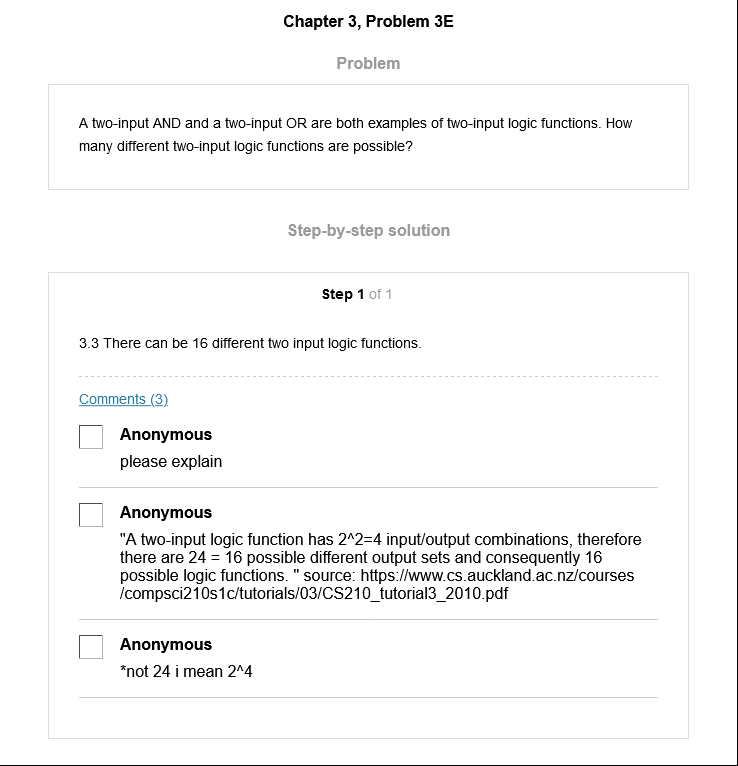 Chapter 3, Problem 3E
Problem
A two-input AND and a two-input OR are both examples of two-input logic functions. How
many different two-input logic functions are possible?
Step-by-step solution
Step 1 of 1
3.3 There can be 16 different two input logic functions.
Comments (3)
Anonymous
please explain
Anonymous
"A two-input logic function has 2^2=4 input/output combinations, therefore
there are 24 = 16 possible different output sets and consequently 16
possible logic functions. " source: https://www.cs.auckland.ac.nz/courses
/compsci210s1c/tutorials/03/CS210_tutorial3_2010.pdf
Anonymous
*not 24 i mean 2^4